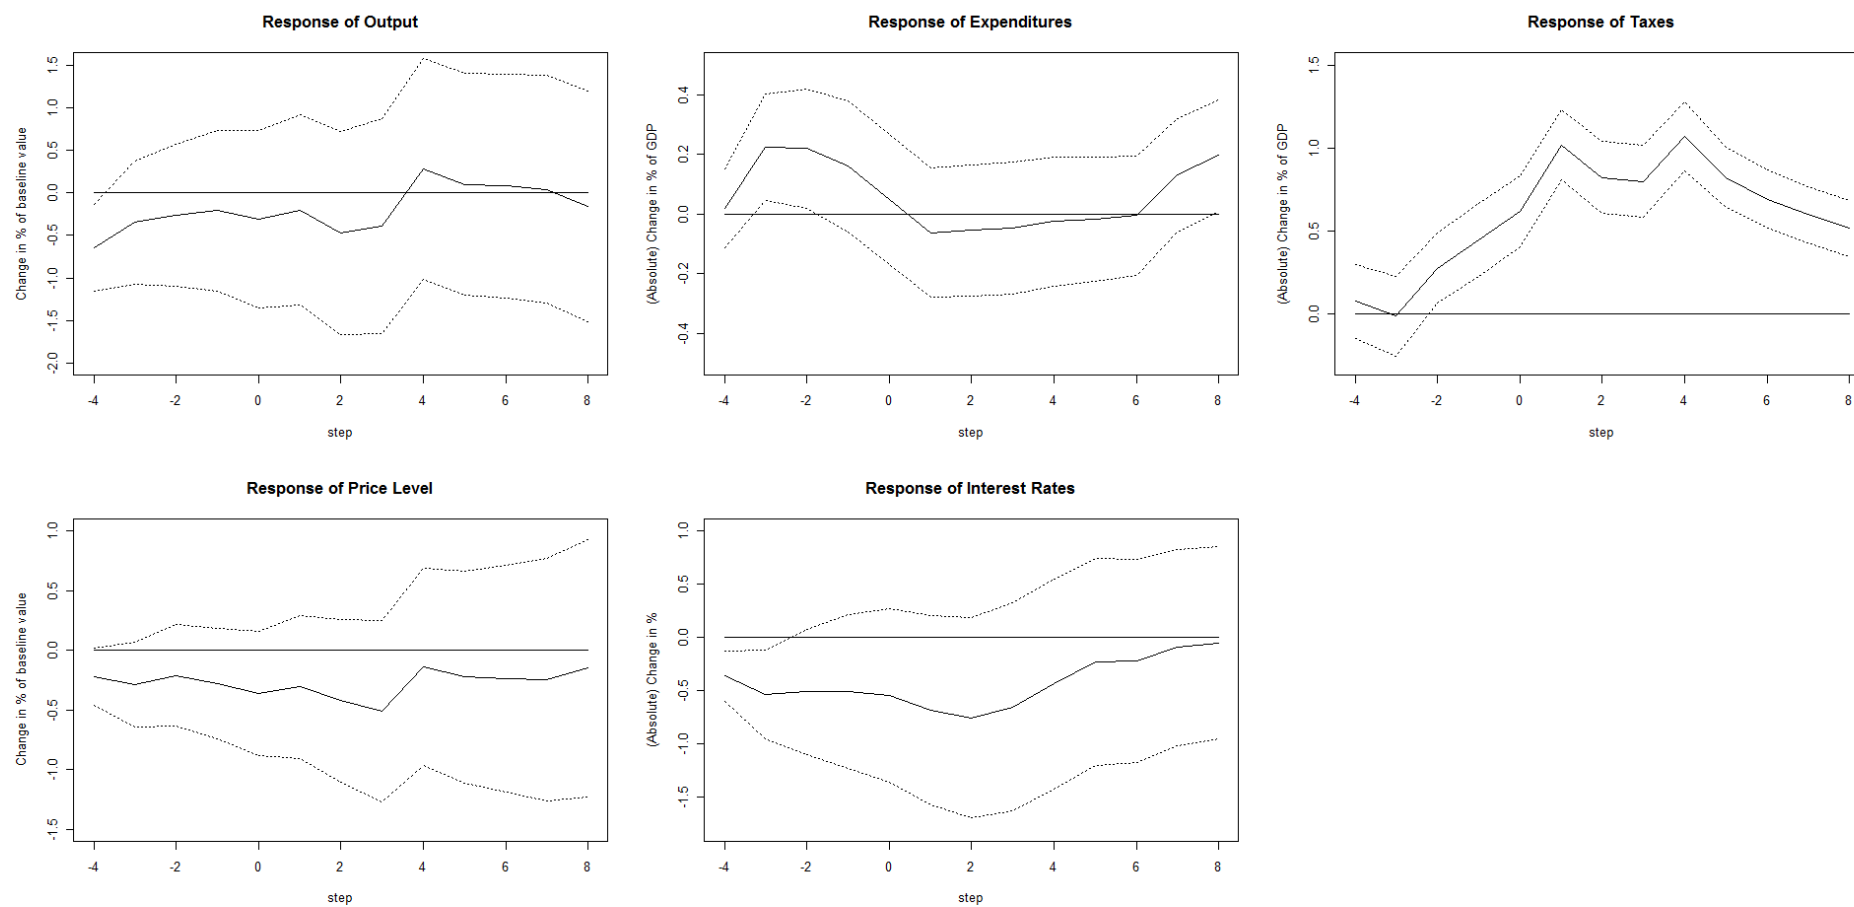 Response of Output
Change in % of baseline value
1.5
1.0
0.5
0.0
-0.5
-1.0
-1.5
-2.0
-4 -2 0 2 4 6 8
step
Response of Expenditures
(Absolute) Change in % of GDP
0.4
0.2
0.0
-0.2
-0.4
-4 -2 0 2 4 6 8
step
Response of Taxes
(Absolute) Change in % of GDP
1.5
1.0
0.5
0.0
-4 -2 0 2 4 6 8
step
Response of Price Level
Change in % of baseline value
1.0
0.5
0.0
-0.5
-1.0
-1.5
-4 -2 0 2 4 6 8
step
Response of Interest Rates
(Absolute) Change in %
1.0
0.5
0.0
-0.5
-1.0
-1.5
-4 -2 0 2 4 6 8
step